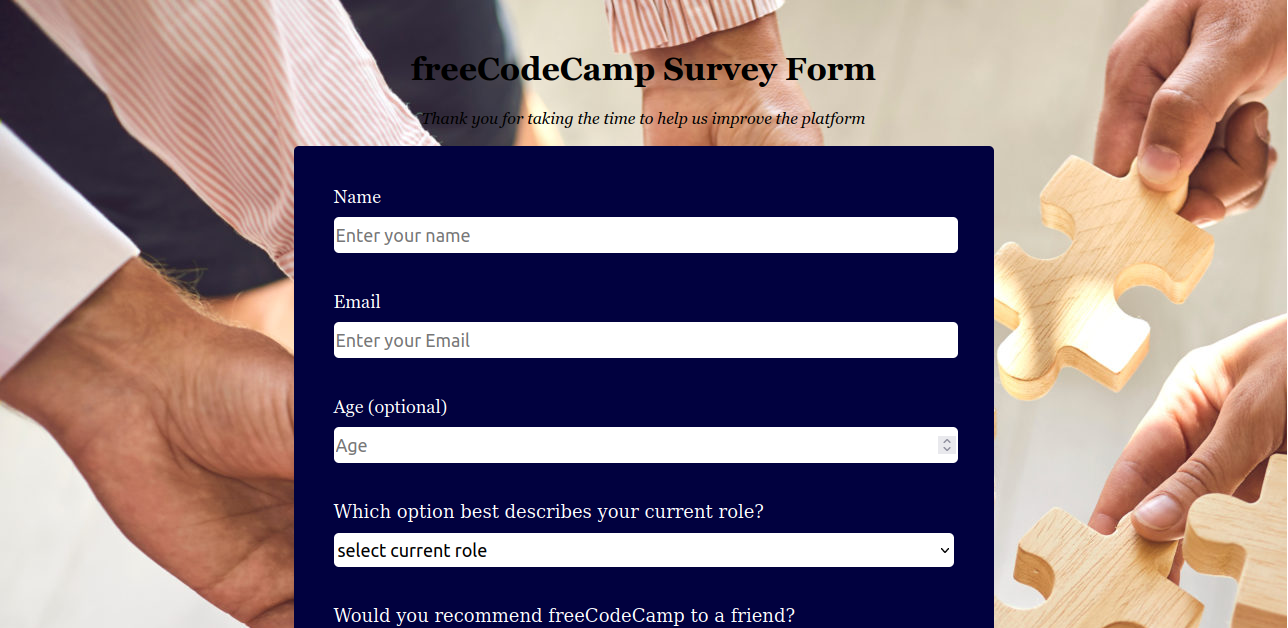 freeCodeCamp Survey Form
Thank you for taking the time to help us improve the platform
Name
Enter your name
Email
Enter your Email
Age (optional)
Age
Which option best describes your current role?
select current role
Would you recommend freeCodeCamp to a friend?